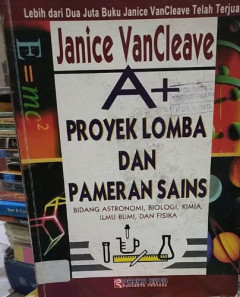 Lebih dari Dua Juta Buku Janice VanCleave Telah Terjua
Janice VanCleave
A+
E=mc2
PROYEK LOMBA
DAN
PAMERAN SAINS
BIDANG ASTRONOMI, BIOLOGI, KIMIA,
ILMU BUMI, DAN FISIKA